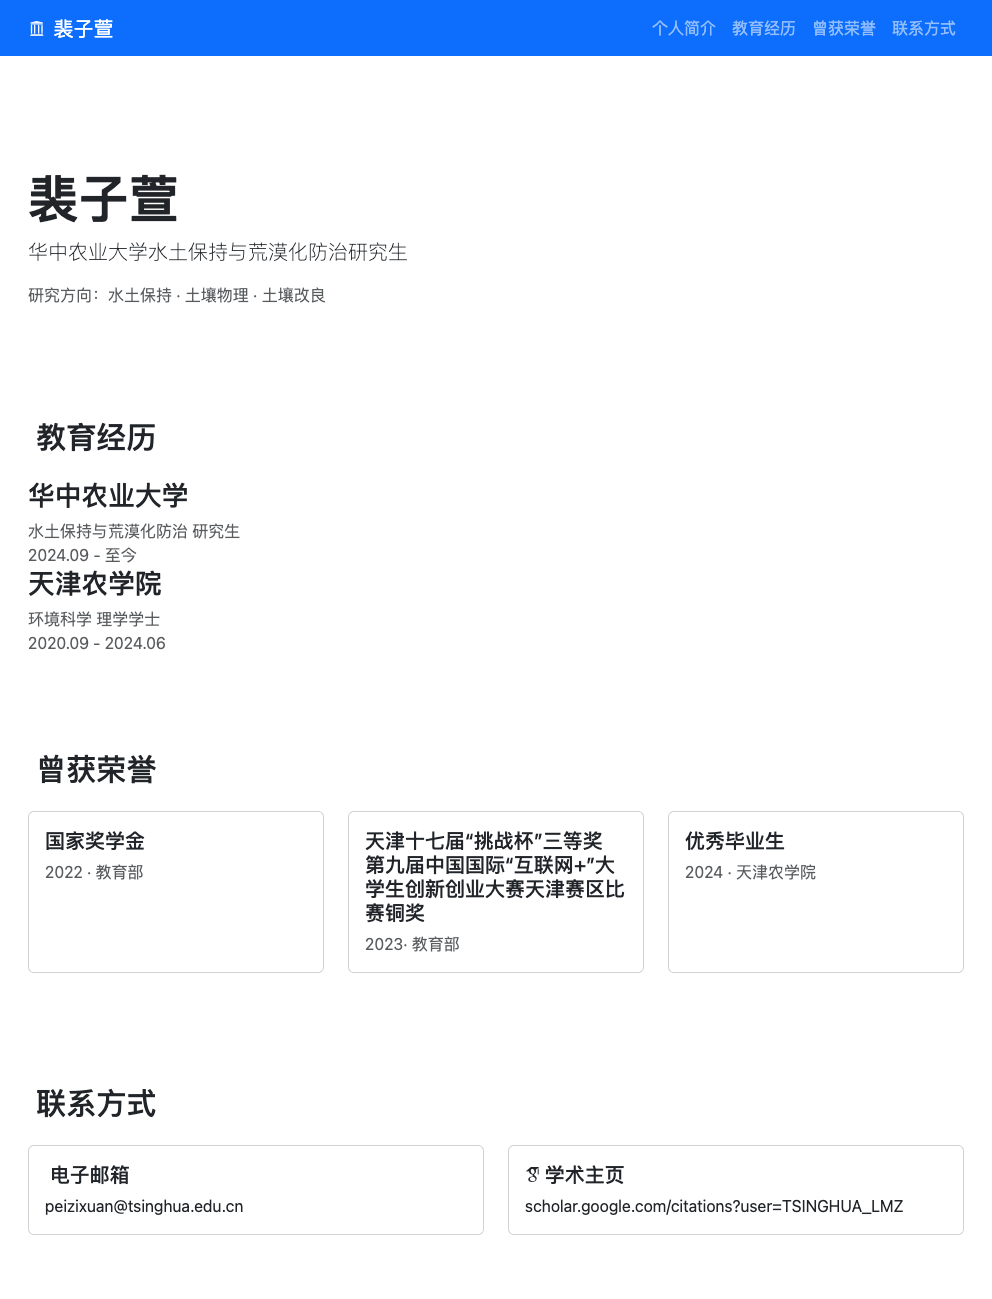 裴子萱
个人简介 教育经历 曾获荣誉 联系方式
裴子萱
华中农业大学水土保持与荒漠化防治研究生
研究方向：水土保持 · 土壤物理 · 土壤改良
教育经历
华中农业大学
水土保持与荒漠化防治 研究生
2024.09 - 至今
天津农学院
环境科学 理学学士
2020.09 - 2024.06
曾获荣誉
国家奖学金
2022 · 教育部
天津十七届“挑战杯”三等奖
第九届中国国际“互联网+”大
学生创新创业大赛天津赛区比
赛铜奖
2023· 教育部
优秀毕业生
2024 · 天津农学院
联系方式
电子邮箱
peizixuan@tsinghua.edu.cn
学术主页
scholar.google.com/citations?user=TSINGHUA_LMZ